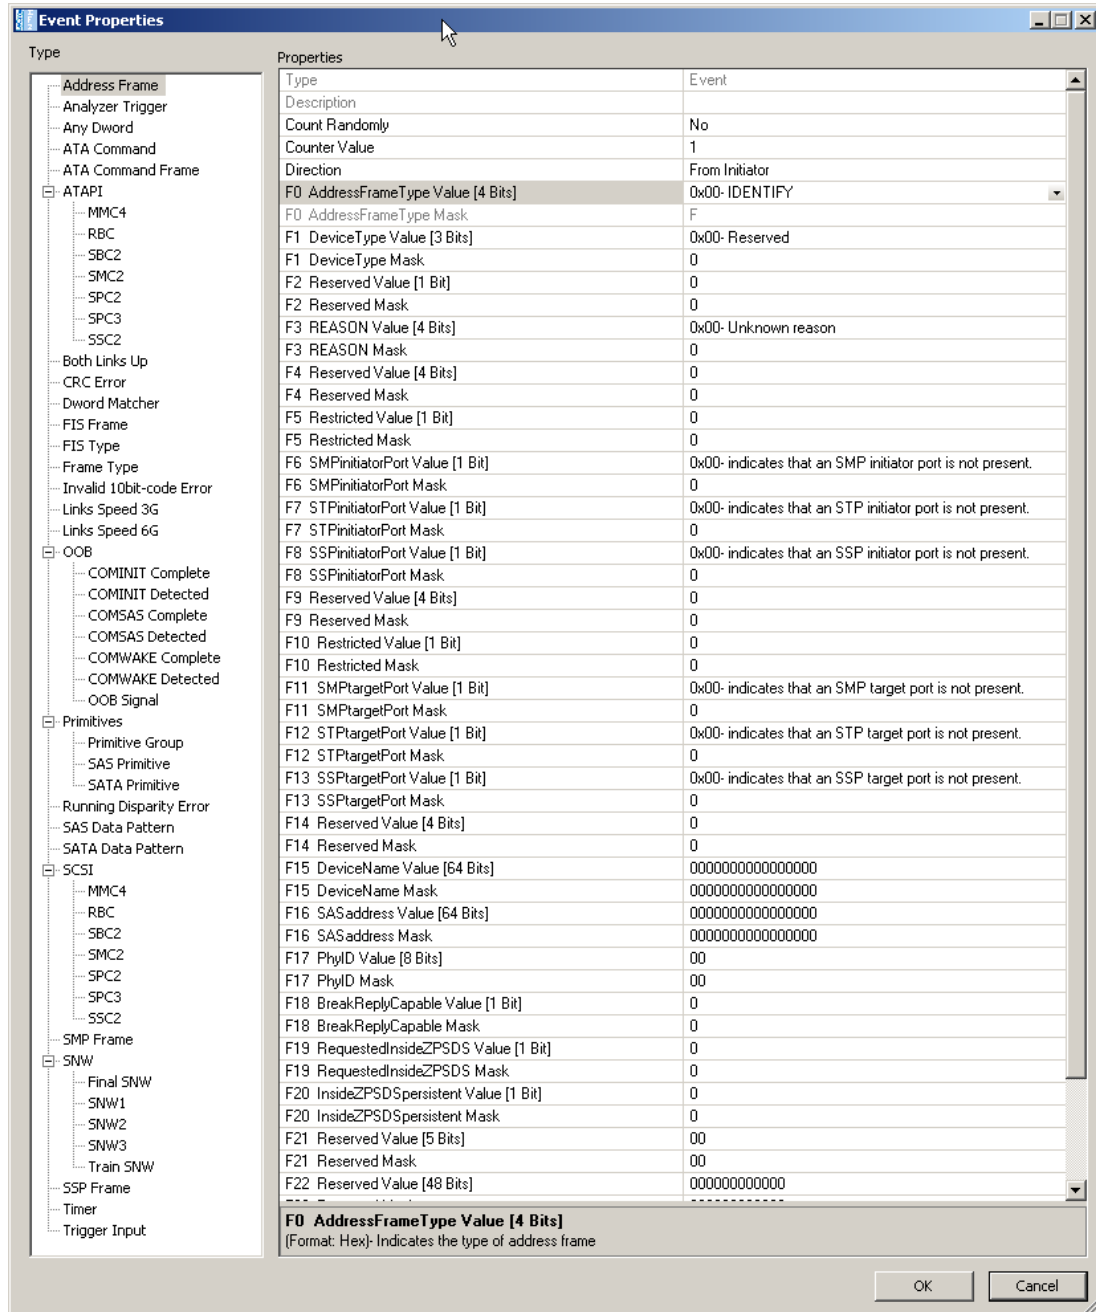 Event Properties
Type
Address Frame
Analyzer Trigger
Any Dword
ATA Command
ATA Command Frame
ATAPI
MMC4
RBC
SBC2
SMC2
SPC2
SPC3
SSC2
Both Links Up
CRC Error
Dword Matcher
FIS Frame
FIS Type
Frame Type
Invalid 10bit-code Error
Links Speed 3G
Links Speed 6G
OOB
COMINIT Complete
COMINIT Detected
COMSAS Complete
COMSAS Detected
COMWAKE Complete
COMWAKE Detected
OOB Signal
Primitives
Primitive Group
SAS Primitive
SATA Primitive
Running Disparity Error
SAS Data Pattern
SATA Data Pattern
SCSI
MMC4
RBC
SBC2
SMC2
SPC2
SPC3
SSC2
SMP Frame
SNW
Final SNW
SNW1
SNW2
SNW3
Train SNW
SSP Frame
Timer
Trigger Input
Properties
Type Event
Description
Count Randomly No
Counter Value 1
Direction From Initiator
F0 AddressFrameType Value [4 Bits] 0x00- IDENTIFY
F0 AddressFrameType Mask F
F1 DeviceType Value [3 Bits] 0x00- Reserved
F1 DeviceType Mask 0
F2 Reserved Value [1 Bit] 0
F2 Reserved Mask 0
F3 REASON Value [4 Bits] 0x00- Unknown reason
F3 REASON Mask 0
F4 Reserved Value [4 Bits] 0
F4 Reserved Mask 0
F5 Restricted Value [1 Bit] 0
F5 Restricted Mask 0
F6 SMPinitiatorPort Value [1 Bit] 0x00- indicates that an SMP initiator port is not present.
F6 SMPinitiatorPort Mask 0
F7 STPinitiatorPort Value [1 Bit] 0x00- indicates that an STP initiator port is not present.
F7 STPinitiatorPort Mask 0
F8 SSPinitiatorPort Value [1 Bit] 0x00- indicates that an SSP initiator port is not present.
F8 SSPinitiatorPort Mask 0
F9 Reserved Value [4 Bits] 0
F9 Reserved Mask 0
F10 Restricted Value [1 Bit] 0
F10 Restricted Mask 0
F11 SMPtargetPort Value [1 Bit] 0x00- indicates that an SMP target port is not present.
F11 SMPtargetPort Mask 0
F12 STPtargetPort Value [1 Bit] 0x00- indicates that an STP target port is not present.
F12 STPtargetPort Mask 0
F13 SSPtargetPort Value [1 Bit] 0x00- indicates that an SSP target port is not present.
F13 SSPtargetPort Mask 0
F14 Reserved Value [4 Bits] 0
F14 Reserved Mask 0
F15 DeviceName Value [64 Bits] 0000000000000000
F15 DeviceName Mask 0000000000000000
F16 SASaddress Value [64 Bits] 0000000000000000
F16 SASaddress Mask 0000000000000000
F17 PhyID Value [8 Bits] 00
F17 PhyID Mask 00
F18 BreakReplyCapable Value [1 Bit] 0
F18 BreakReplyCapable Mask 0
F19 RequestedInsideZPSDS Value [1 Bit] 0
F19 RequestedInsideZPSDS Mask 0
F20 InsideZPSDSpersistent Value [1 Bit] 0
F20 InsideZPSDSpersistent Mask 0
F21 Reserved Value [5 Bits] 00
F21 Reserved Mask 00
F22 Reserved Value [48 Bits] 000000000000
F0 AddressFrameType Value [4 Bits]
(Format: Hex)- Indicates the type of address frame
OK Cancel